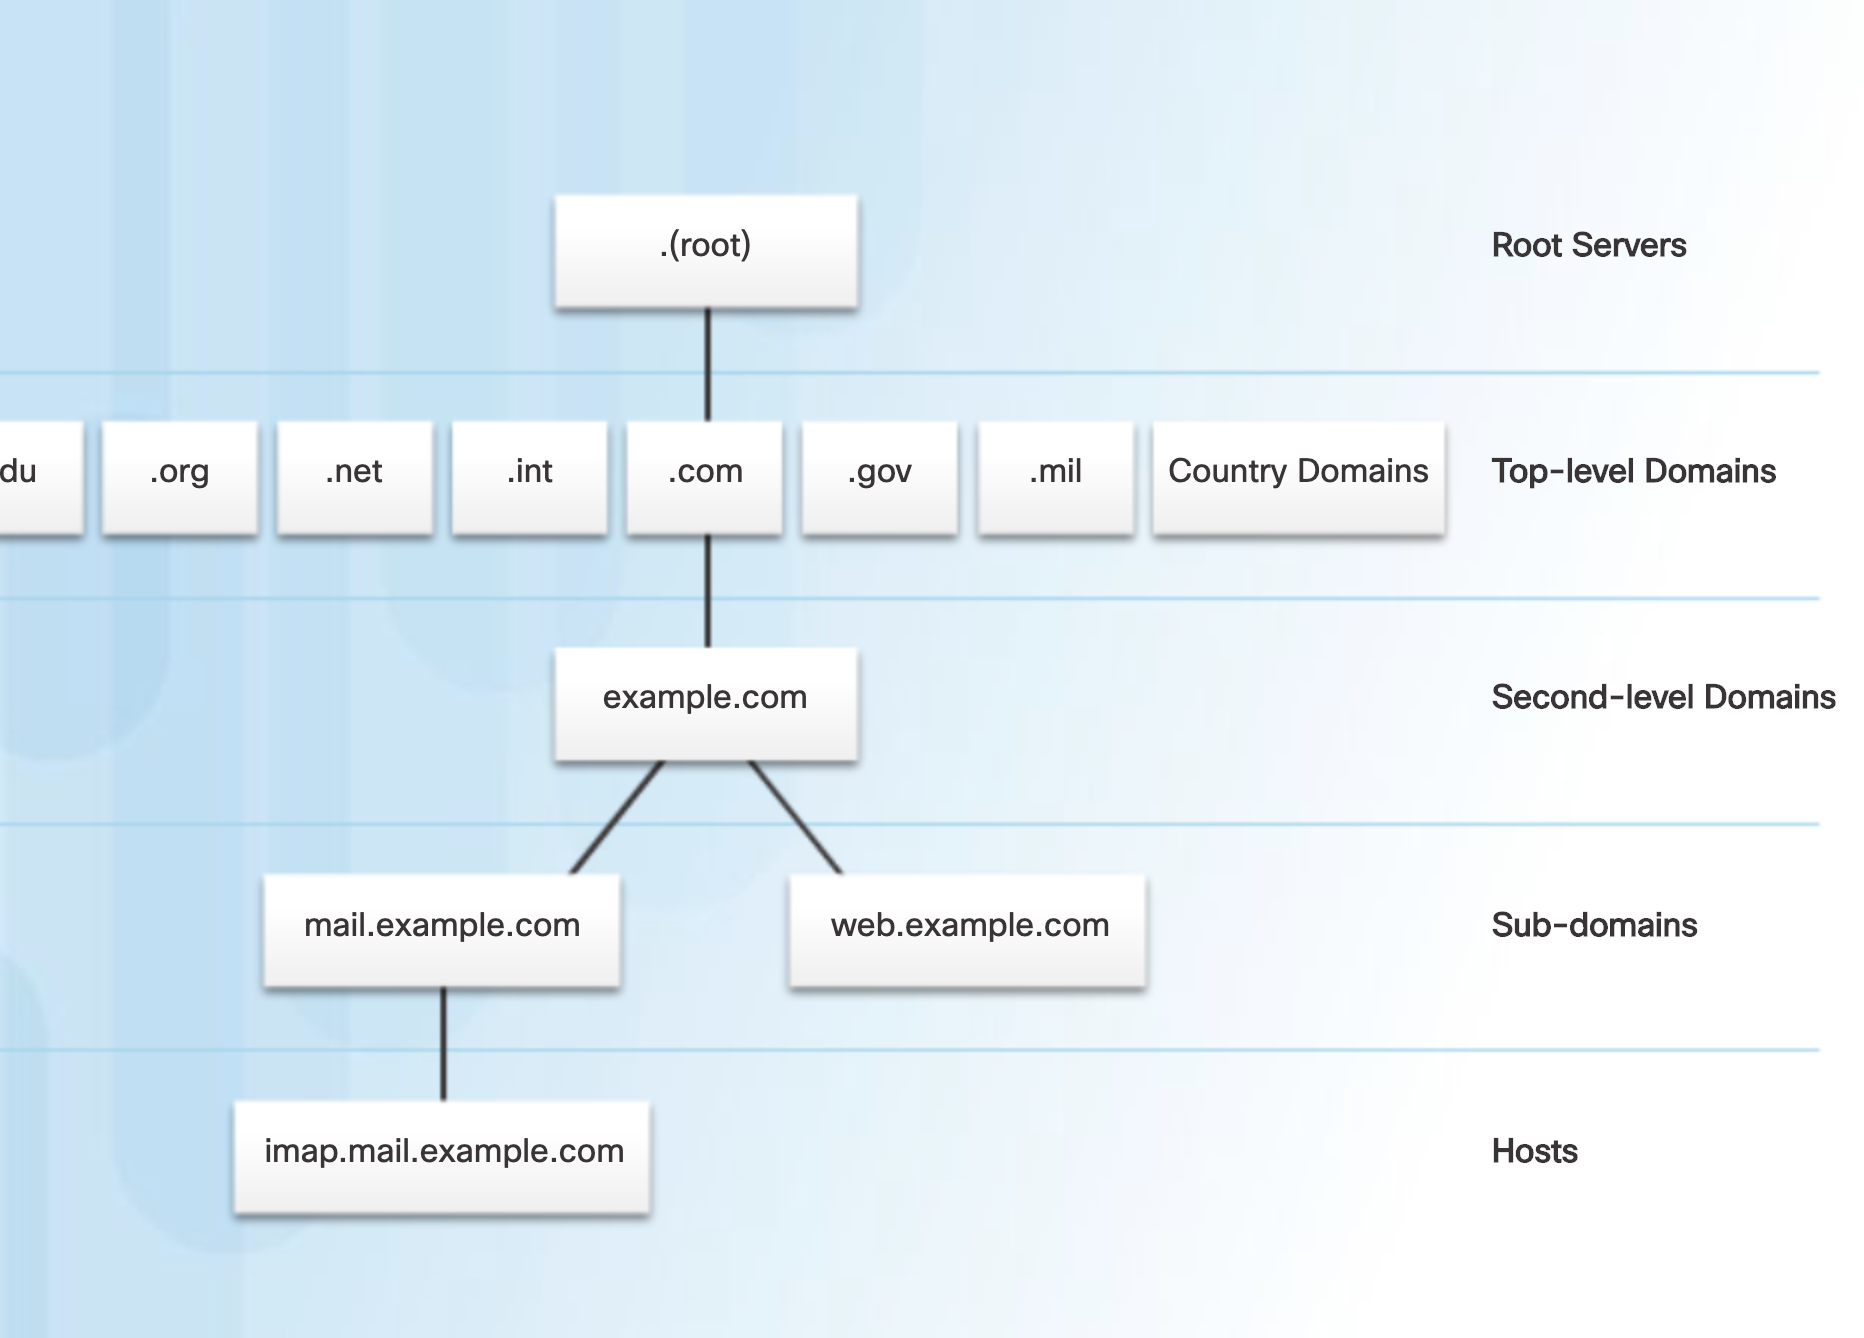 .(root)
Root Servers
du
.org
.net
.int
.com
.gov
.mil
Country Domains
Top-level Domains
example.com
Second-level Domains
mail.example.com
web.example.com
Sub-domains
imap.mail.example.com
Hosts